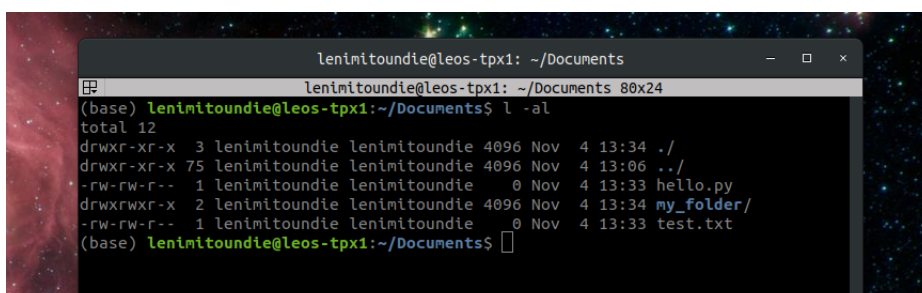 lenimitoundie@leos-tpx1: ~/Documents
lenimitoundie@leos-tpx1: ~/Documents 80x24
(base) lenimitoundie@leos-tpx1:~/Documents$ l -al
total 12
drwxr-xr-x  3 lenimitoundie lenimitoundie 4096 Nov  4 13:34 ./
drwxr-xr-x 75 lenimitoundie lenimitoundie 4096 Nov  4 13:06 ../
-rw-rw-r--  1 lenimitoundie lenimitoundie    0 Nov  4 13:33 hello.py
drwxrwxr-x  2 lenimitoundie lenimitoundie 4096 Nov  4 13:34 my_folder/
-rw-rw-r--  1 lenimitoundie lenimitoundie    0 Nov  4 13:33 test.txt
(base) lenimitoundie@leos-tpx1:~/Documents$